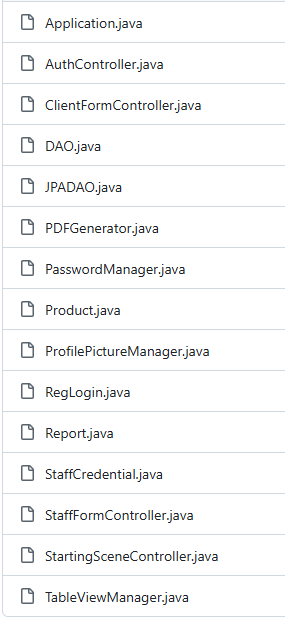 Application.java
AuthController.java
ClientFormController.java
DAO.java
JPADAO.java
PDFGenerator.java
PasswordManager.java
Product.java
ProfilePictureManager.java
RegLogin.java
Report.java
StaffCredential.java
StaffFormController.java
StartingSceneController.java
TableViewManager.java